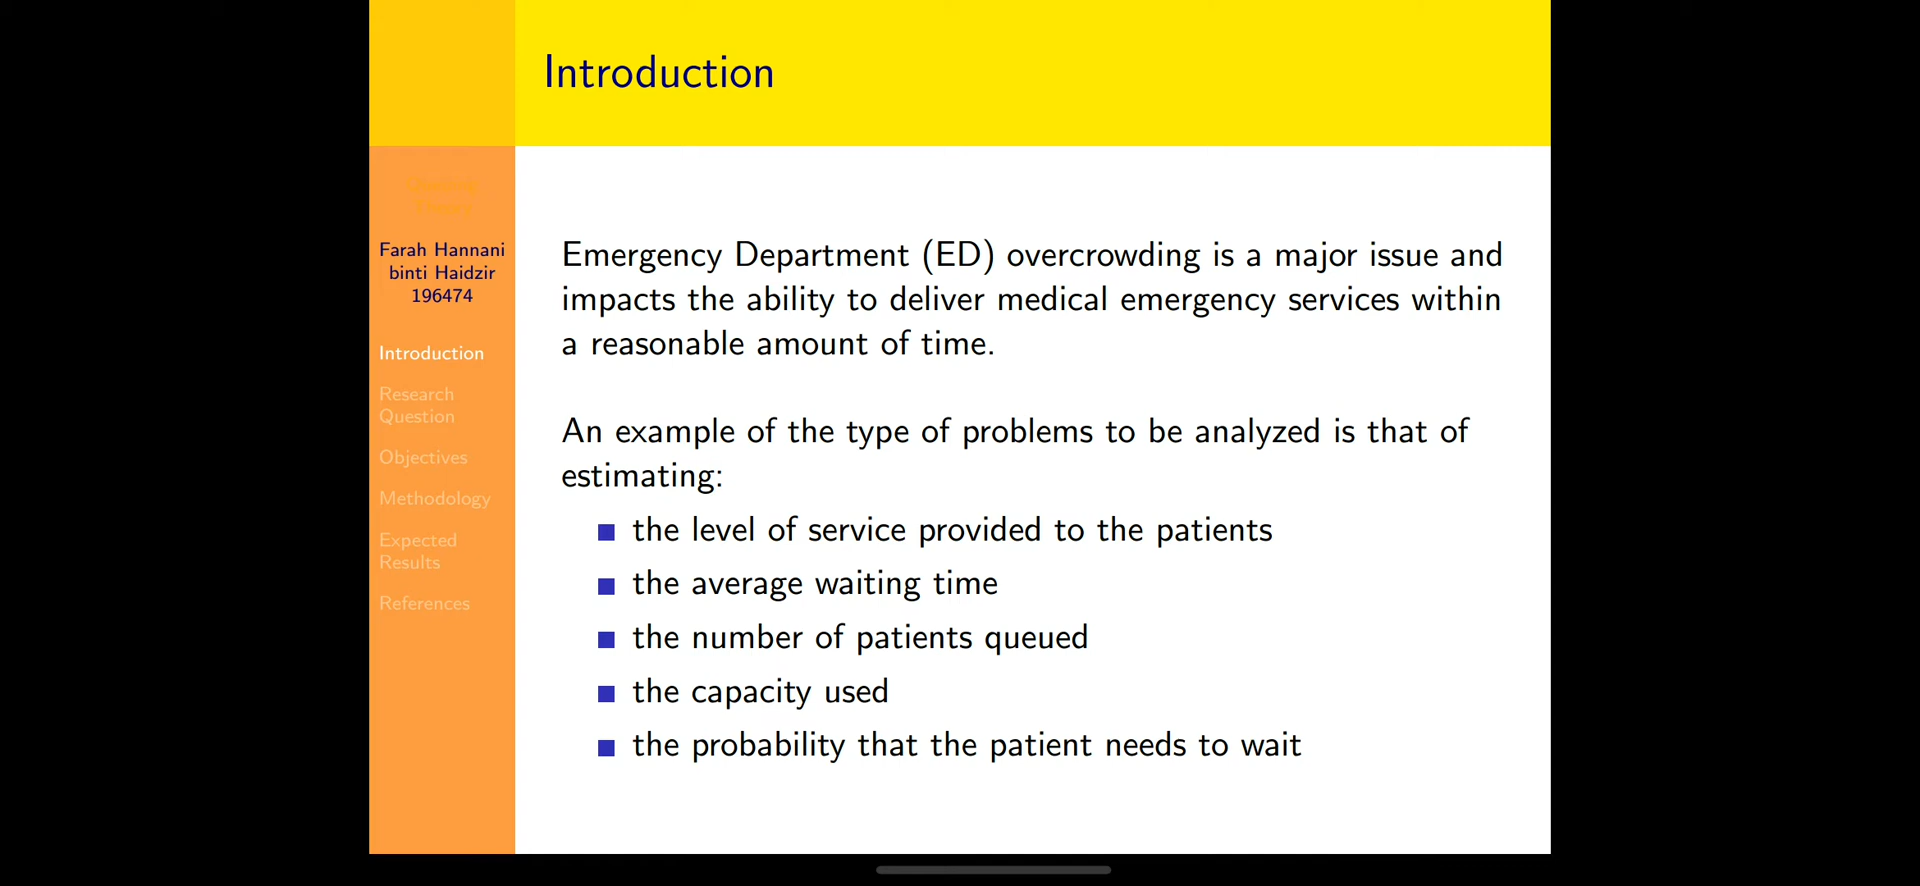 Introduction
Queuing
Theory
Farah Hannani
binti Haidzir
196474
Introduction
Research
Question
Objectives
Methodology
Expected
Results
References
Emergency Department (ED) overcrowding is a major issue and
impacts the ability to deliver medical emergency services within
a reasonable amount of time.
An example of the type of problems to be analyzed is that of
estimating:
the level of service provided to the patients
the average waiting time
the number of patients queued
the capacity used
the probability that the patient needs to wait